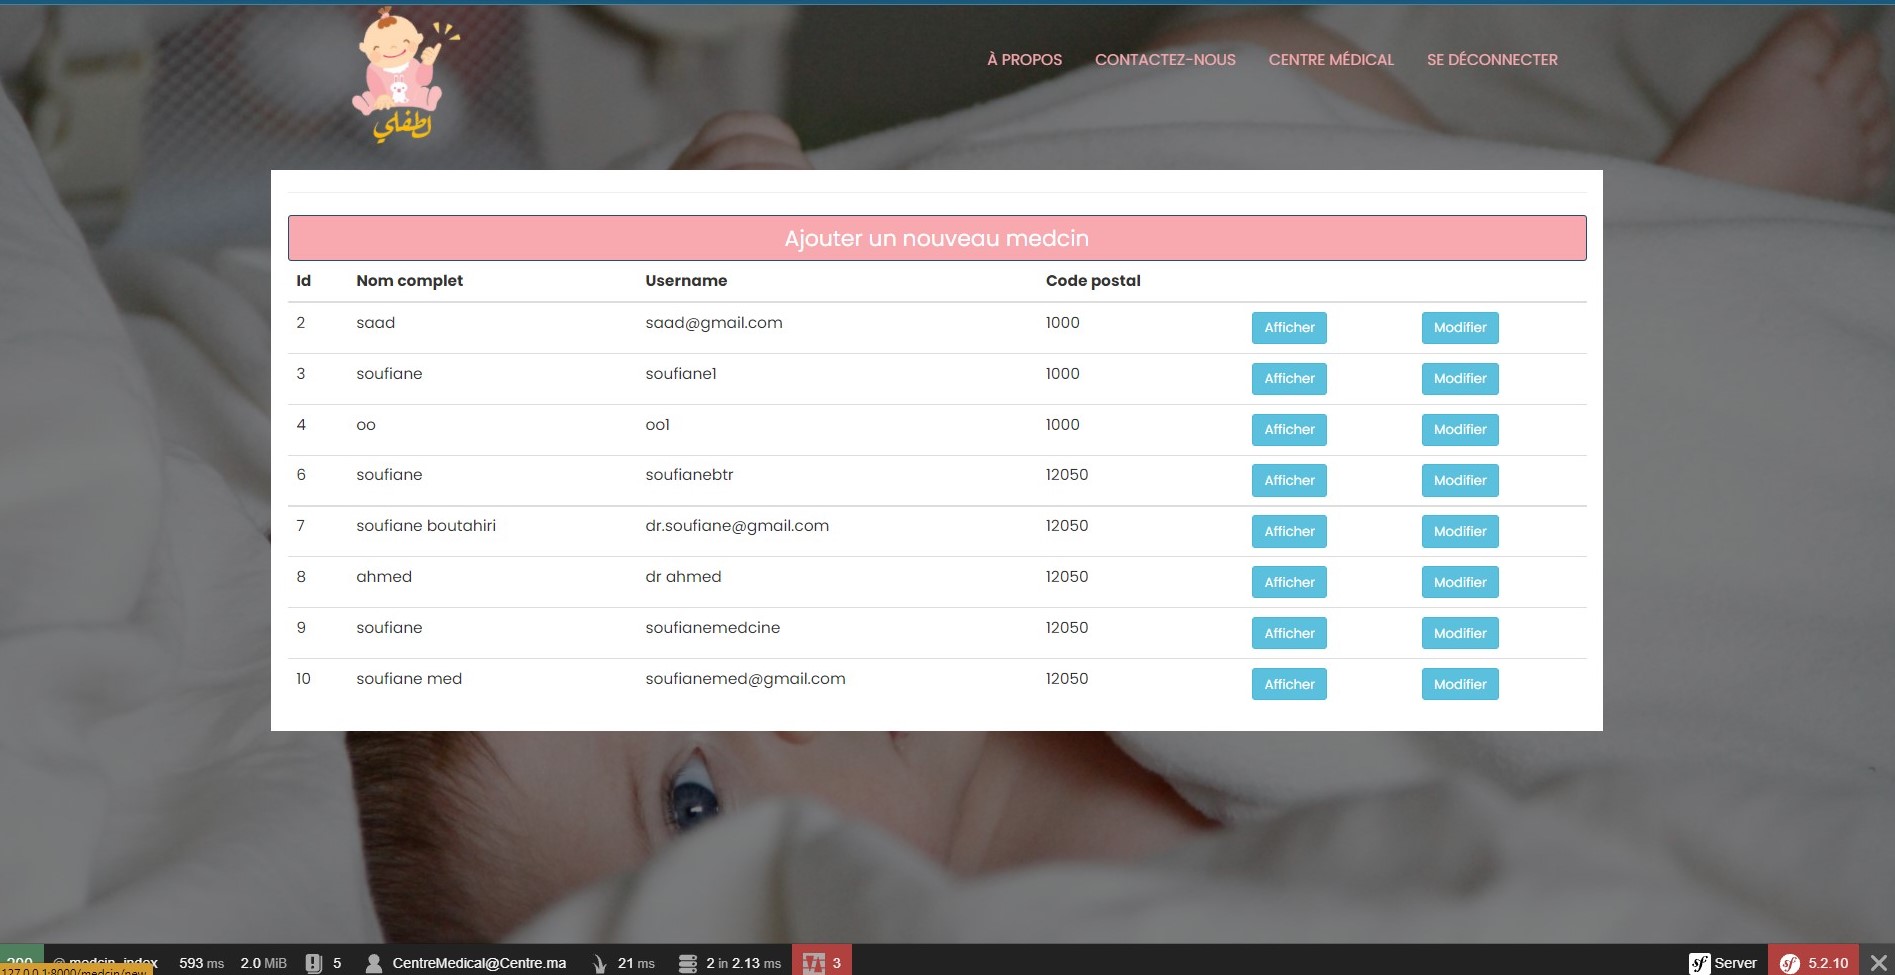 لطفلي
À PROPOS CONTACTEZ-NOUS CENTRE MÉDICAL SE DÉCONNECTER
Ajouter un nouveau medcin
Id Nom complet Username Code postal
2 saad saad@gmail.com 1000 Afficher Modifier
3 soufiane soufiane1 1000 Afficher Modifier
4 oo oo1 1000 Afficher Modifier
6 soufiane soufianebtr 12050 Afficher Modifier
7 soufiane boutahiri dr.soufiane@gmail.com 12050 Afficher Modifier
8 ahmed dr ahmed 12050 Afficher Modifier
9 soufiane soufianemedcine 12050 Afficher Modifier
10 soufiane med soufianemed@gmail.com 12050 Afficher Modifier
200 @ medcin_index 593 ms 2.0 MiB 5 CentreMedical@Centre.ma 21 ms 2 in 2.13 ms 3 sf Server sf 5.2.10
127.0.0.1:8000/medcin/new